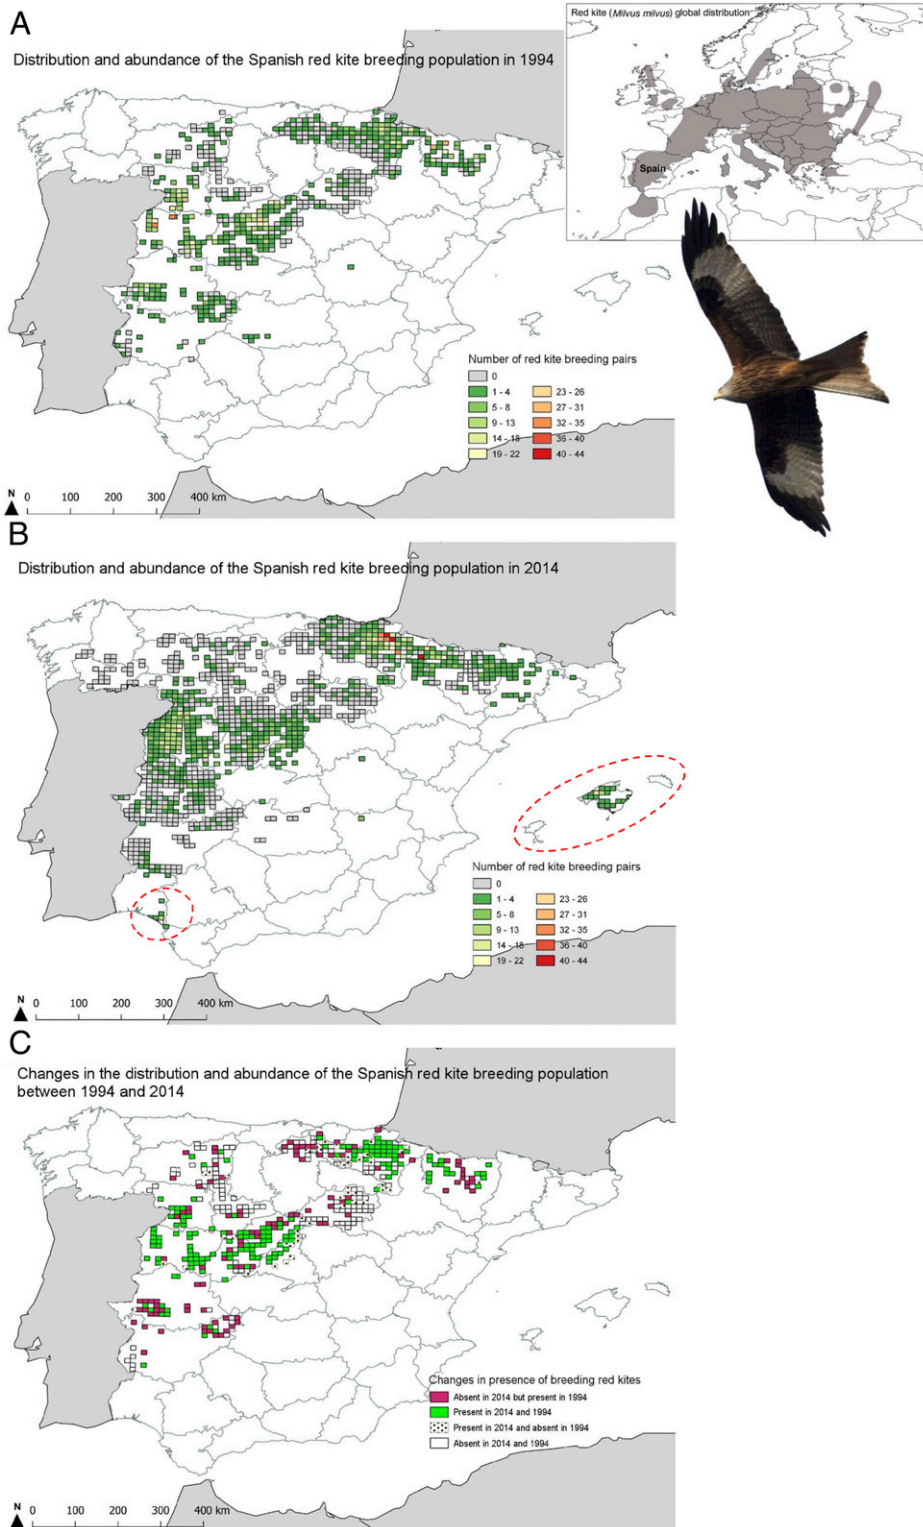 A
Distribution and abundance of the Spanish red kite breeding population in 1994
Red kite (Milvus milvus) global distribution
Spain
Number of red kite breeding pairs
0
1 - 4
5 - 8
9 - 13
14 - 18
19 - 22
23 - 26
27 - 31
32 - 35
36 - 40
40 - 44
N
0 100 200 300 400 km
B
Distribution and abundance of the Spanish red kite breeding population in 2014
Number of red kite breeding pairs
0
1 - 4
5 - 8
9 - 13
14 - 18
19 - 22
23 - 26
27 - 31
32 - 35
36 - 40
40 - 44
N
0 100 200 300 400 km
C
Changes in the distribution and abundance of the Spanish red kite breeding population
between 1994 and 2014
Changes in presence of breeding red kites
Absent in 2014 but present in 1994
Present in 2014 and 1994
Present in 2014 and absent in 1994
Absent in 2014 and 1994
N
0 100 200 300 400 km